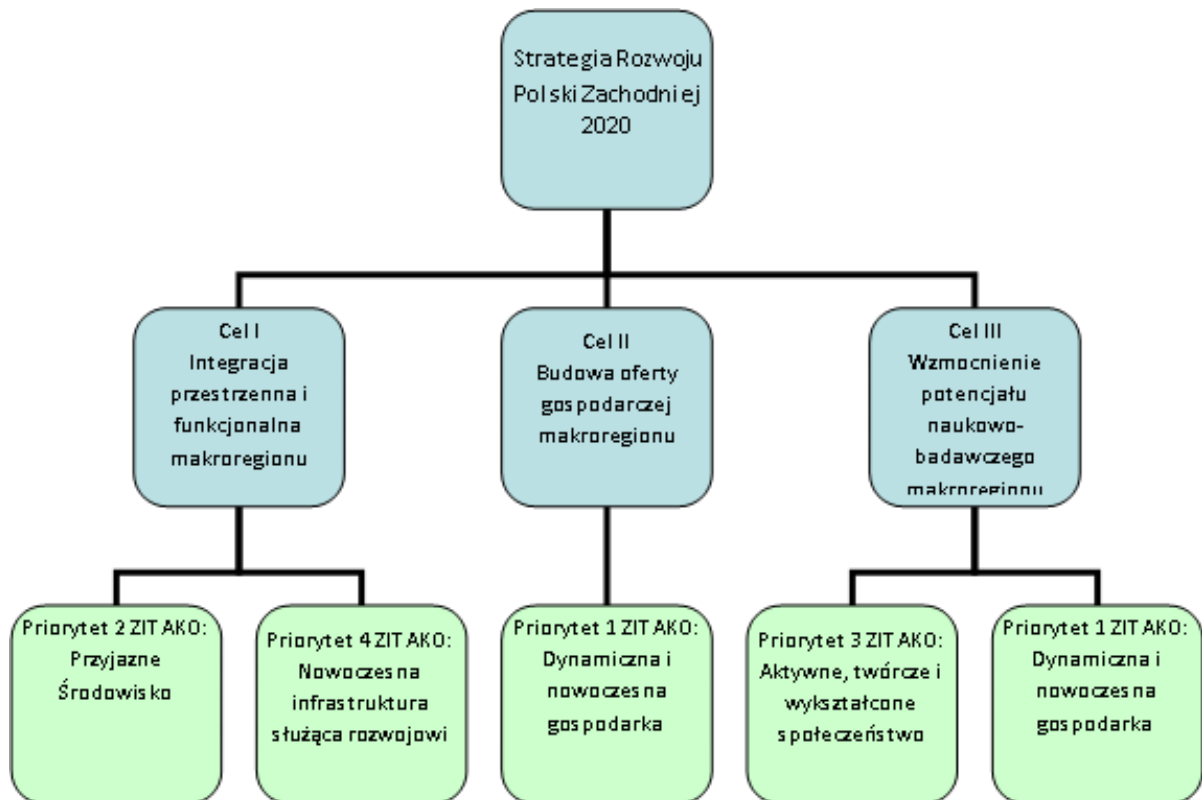 Strategia Rozwoju
Polski Zachodniej
2020
Cel I
Integracja
przestrzenna i
funkcjonalna
makroregionu
Cel II
Budowa oferty
gospodarczej
makroregionu
Cel III
Wzmocnienie
potencjału
naukowo-
badawczego
makroregionu
Priorytet 2 ZIT AKO:
Przyjazne
Środowisko
Priorytet 4 ZIT AKO:
Nowoczesna
infrastruktura
służąca rozwojowi
Priorytet 1 ZIT AKO:
Dynamiczna i
nowoczesna
gospodarka
Priorytet 3 ZIT AKO:
Aktywne, twórcze i
wykształcone
społeczeństwo
Priorytet 1 ZIT AKO:
Dynamiczna i
nowoczesna
gospodarka